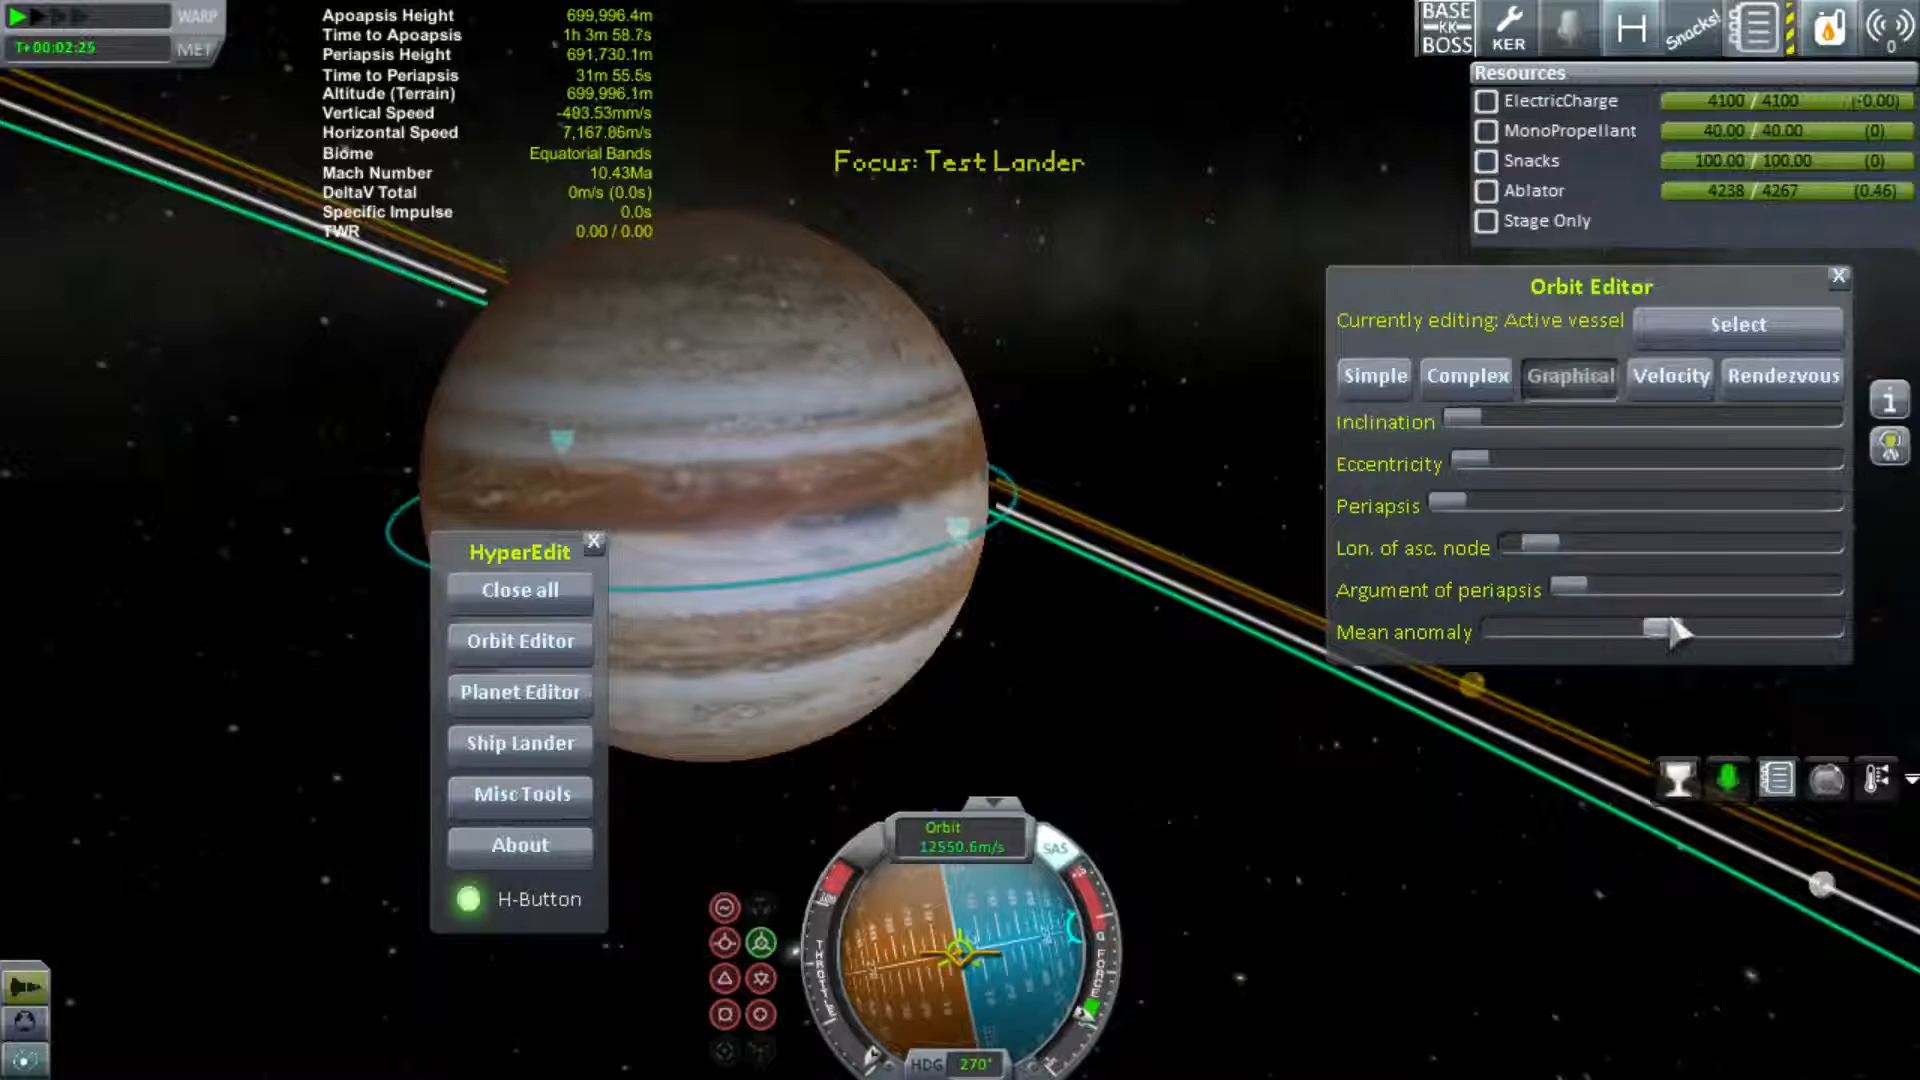 WARP
T+00:02:25
MET
Apoapsis Height 699,996.4m
Time to Apoapsis 1h 3m 58.7s
Periapsis Height 691,730.1m
Time to Periapsis 31m 55.5s
Altitude (Terrain) 699,996.1m
Vertical Speed -493.53mm/s
Horizontal Speed 7,167.86m/s
Biome Equatorial Bands
Mach Number 10.43Ma
DeltaV Total 0m/s (0.0s)
Specific Impulse 0.0s
TWR 0.00 / 0.00
Focus: Test Lander
BASE
KK
BOSS
KER
H
Snacks!
0
Resources
ElectricCharge 4100 / 4100 (-0.00)
MonoPropellant 40.00 / 40.00 (0)
Snacks 100.00 / 100.00 (0)
Ablator 4238 / 4267 (0.46)
Stage Only
Orbit Editor
X
Currently editing: Active vessel
Select
Simple Complex Graphical Velocity Rendezvous
Inclination
Eccentricity
Periapsis
Lon. of asc. node
Argument of periapsis
Mean anomaly
HyperEdit
X
Close all
Orbit Editor
Planet Editor
Ship Lander
Misc Tools
About
H-Button
Orbit
12550.6m/s
SAS
THROTTLE
G FORCE
HDG 270°